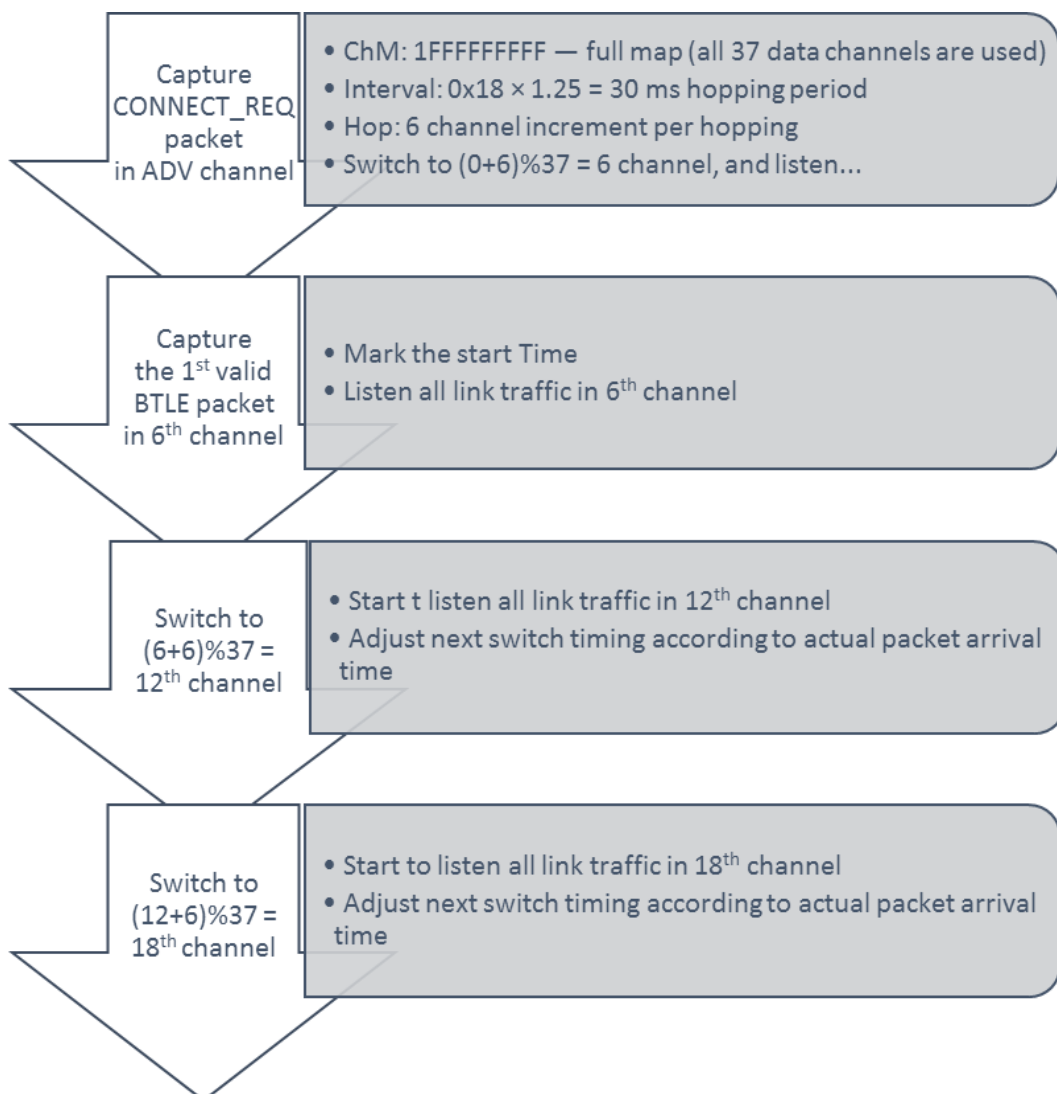 Capture
CONNECT_REQ
packet
in ADV channel
• ChM: 1FFFFFFFFF — full map (all 37 data channels are used)
• Interval: 0x18 × 1.25 = 30 ms hopping period
• Hop: 6 channel increment per hopping
• Switch to (0+6)%37 = 6 channel, and listen...
Capture
the 1st valid
BTLE packet
in 6th channel
• Mark the start Time
• Listen all link traffic in 6th channel
Switch to
(6+6)%37 =
12th channel
• Start t listen all link traffic in 12th channel
• Adjust next switch timing according to actual packet arrival
time
Switch to
(12+6)%37 =
18th channel
• Start to listen all link traffic in 18th channel
• Adjust next switch timing according to actual packet arrival
time